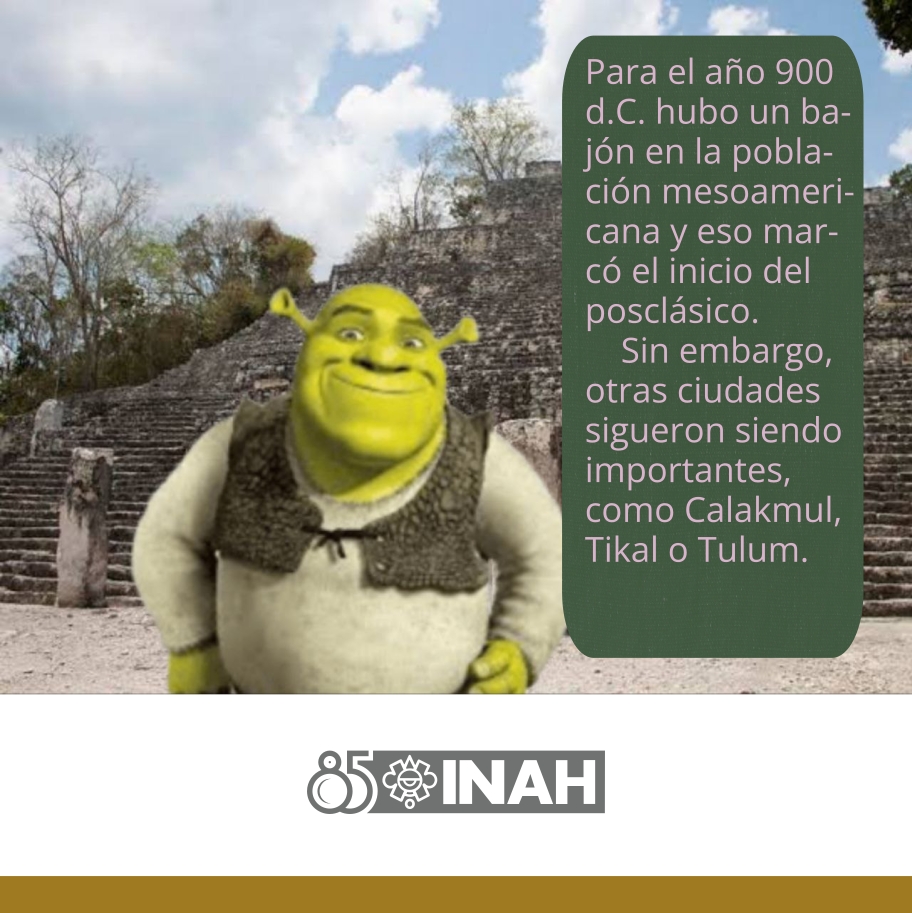 Para el año 900
d.C. hubo un ba-
jón en la pobla-
ción mesoameri-
cana y eso mar-
có el inicio del
posclásico.
Sin embargo,
otras ciudades
sigueron siendo
importantes,
como Calakmul,
Tikal o Tulum.
85 INAH